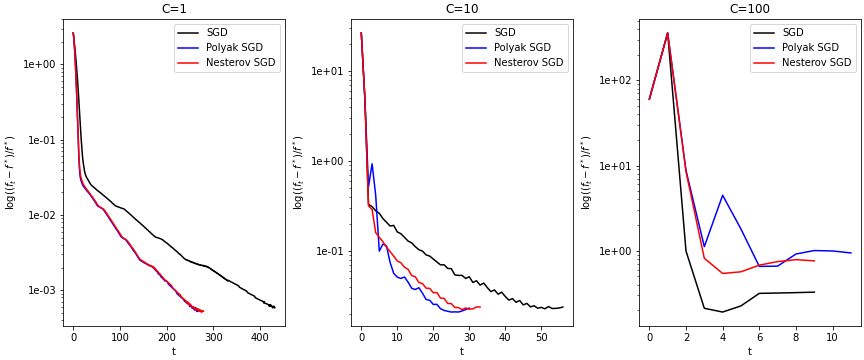 C=1
SGD
Polyak SGD
Nesterov SGD
1e+00
1e-01
1e-02
1e-03
log((f_t − f*)/f*)
0
100
200
300
400
t
C=10
SGD
Polyak SGD
Nesterov SGD
1e+01
1e+00
1e-01
log((f_t − f*)/f*)
0
10
20
30
40
50
t
C=100
SGD
Polyak SGD
Nesterov SGD
1e+02
1e+01
1e+00
log((f_t − f*)/f*)
0
2
4
6
8
10
t